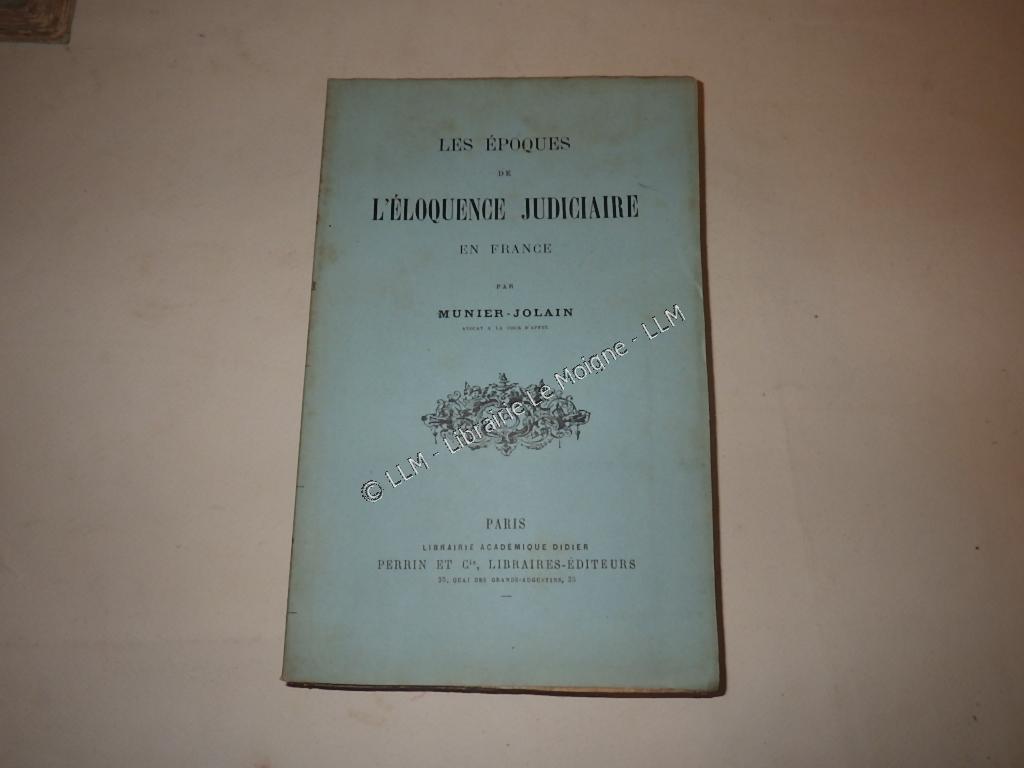 LES ÉPOQUES
DE
L'ÉLOQUENCE JUDICIAIRE
EN FRANCE
PAR
MUNIER-JOLAIN
AVOCAT A LA COUR D'APPEL
© LLM - Librairie Le Moigne - LLM
PARIS
LIBRAIRIE ACADÉMIQUE DIDIER
PERRIN ET Cie, LIBRAIRES-ÉDITEURS
35, QUAI DES GRANDS-AUGUSTINS, 35